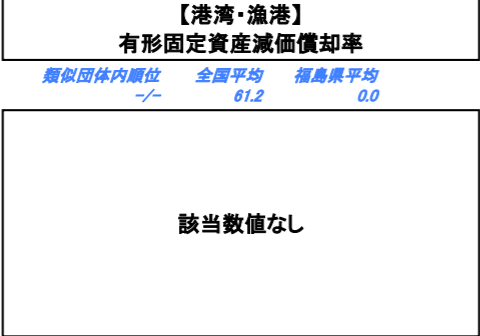 【港湾・漁港】
有形固定資産減価償却率
類似団体内順位 全国平均 福島県平均
-/- 61.2 0.0
該当数値なし